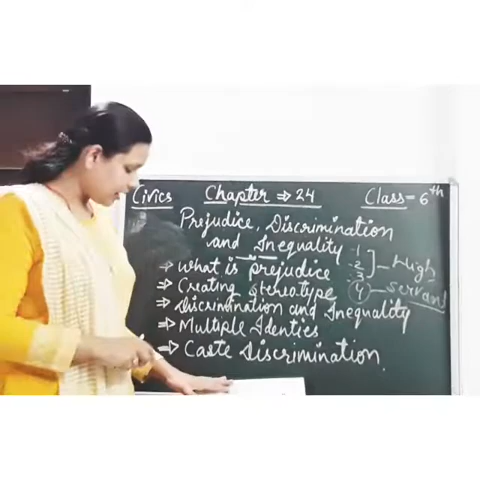 Civics Chapter ⇒ 24 Class = 6th
Prejudice, Discrimination
and Inequality
⇒ what is prejudice
⇒ Creating stereotype
⇒ Discrimination and Inequality
⇒ Multiple Identies
⇒ Caste Discrimination.
1
2
3
High
4
servant